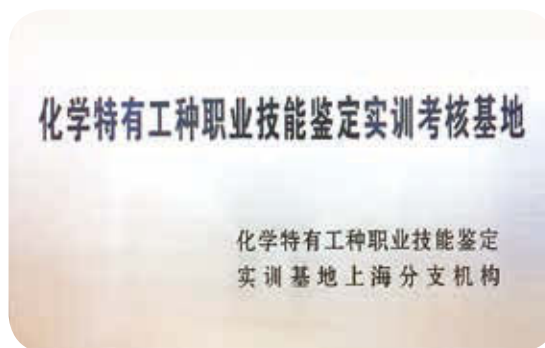 化学特有工种职业技能鉴定实训考核基地
化学特有工种职业技能鉴定
实训基地上海分支机构